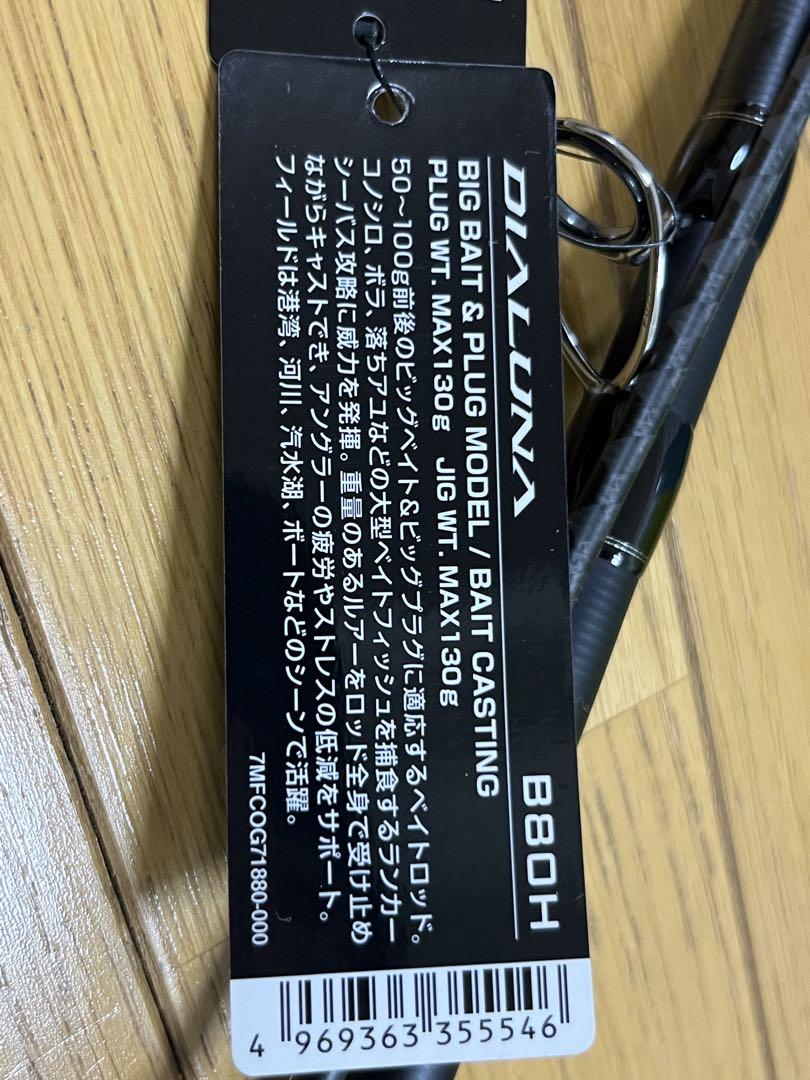 DIALUNA B80H
BIG BAIT & PLUG MODEL / BAIT CASTING
PLUG WT. MAX130g JIG WT. MAX130g
50～100g前後のビッグベイト&ビッグプラグに適応するベイトロッド。
コノシロ、ボラ、落ちアユなどの大型ベイトフィッシュを捕食するランカー
シーバス攻略に威力を発揮。重量のあるルアーをロッド全身で受け止め
ながらキャストでき、アングラーの疲労やストレスの低減をサポート。
フィールドは港湾、河川、汽水湖、ボートなどのシーンで活躍。
7MFCOG71880-000
4 969363 355546